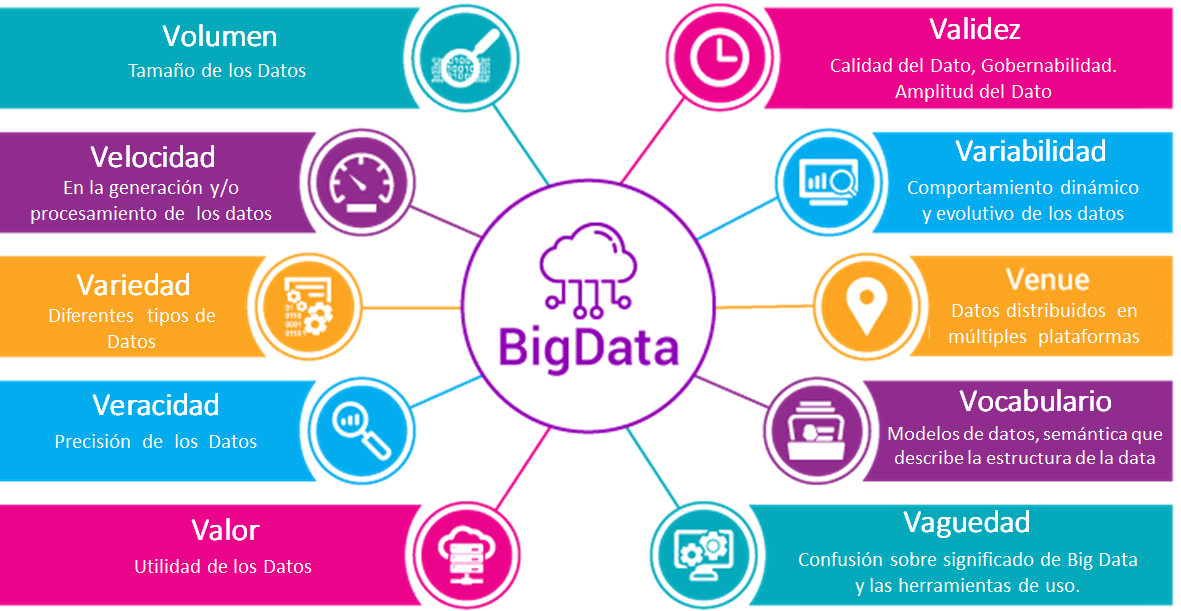 Volumen
Tamaño de los Datos
Velocidad
En la generación y/o
procesamiento de los datos
Variedad
Diferentes tipos de
Datos
Veracidad
Precisión de los Datos
Valor
Utilidad de los Datos
BigData
Validez
Calidad del Dato, Gobernabilidad.
Amplitud del Dato
Variabilidad
Comportamiento dinámico
y evolutivo de los datos
Venue
Datos distribuidos en
múltiples plataformas
Vocabulario
Modelos de datos, semántica que
describe la estructura de la data
Vaguedad
Confusión sobre significado de Big Data
y las herramientas de uso.